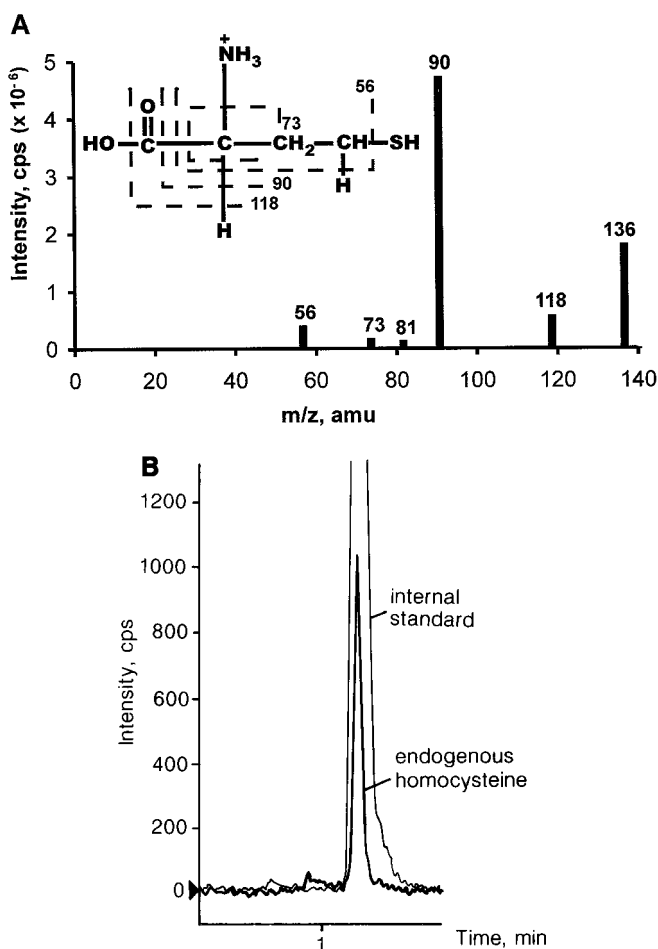 A
Intensity, cps (x 10⁻⁶)
5
4
3
2
1
0
+
NH₃
O
HO C C CH₂ CH SH
H
H
56
73
90
118
56
73
81
90
118
136
0 20 40 60 80 100 120 140
m/z, amu
B
Intensity, cps
1200
1000
800
600
400
200
0
internal
standard
endogenous
homocysteine
1
Time, min